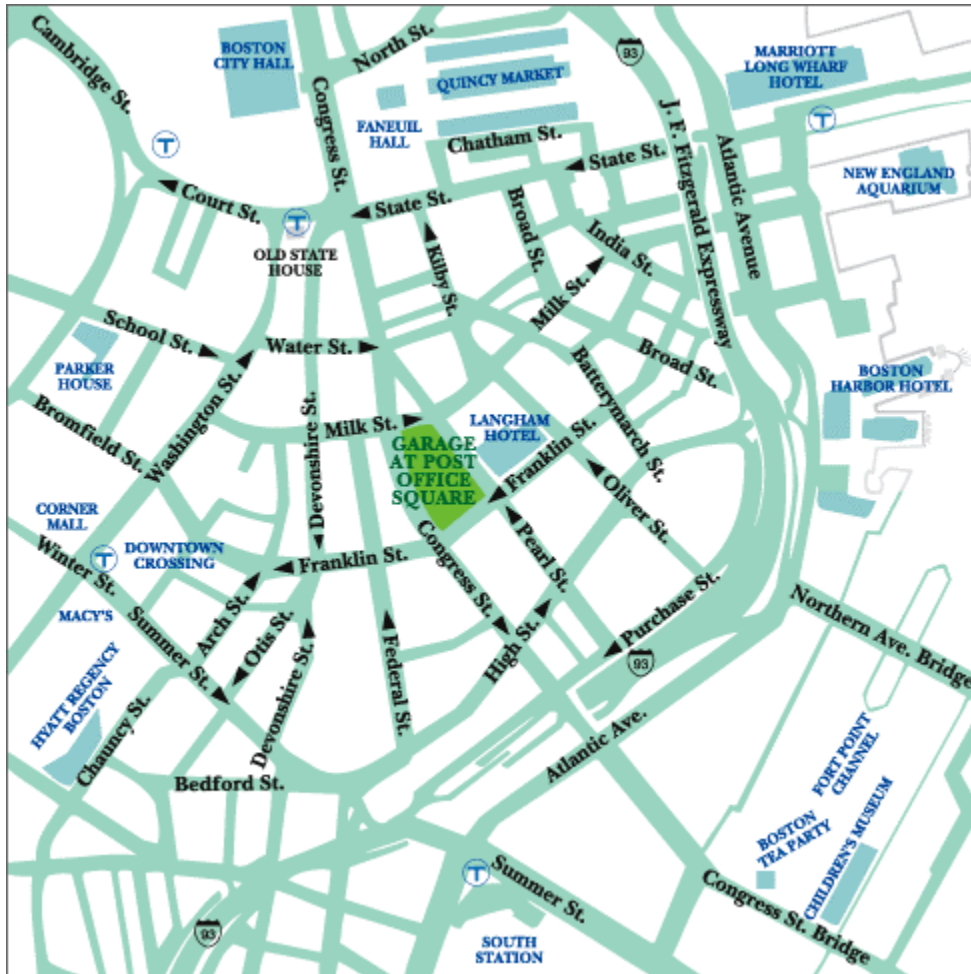 Cambridge St.
BOSTON
CITY HALL
North St.
93
QUINCY MARKET
MARRIOTT
LONG WHARF
HOTEL
T
Congress St.
FANEUIL
HALL
Chatham St.
State St.
J. F. Fitzgerald Expressway
Atlantic Avenue
T
NEW ENGLAND
AQUARIUM
Court St.
T
State St.
Broad St.
India St.
OLD STATE
HOUSE
Kilby St.
Milk St.
School St.
Water St.
Broad St.
PARKER
HOUSE
Washington St.
Batterymarch St.
BOSTON
HARBOR HOTEL
Bromfield St.
Devonshire St.
Milk St.
LANGHAM
HOTEL
GARAGE
AT POST
OFFICE
SQUARE
Franklin St.
Oliver St.
CORNER
MALL
Winter St.
T
DOWNTOWN
CROSSING
Franklin St.
Congress St.
Pearl St.
MACY'S
Summer St.
Arch St.
Otis St.
Purchase St.
93
Northern Ave. Bridge
HYATT REGENCY
BOSTON
Chauncy St.
Devonshire St.
Federal St.
High St.
Atlantic Ave.
Bedford St.
FORT POINT
CHANNEL
BOSTON
TEA PARTY
CHILDREN'S MUSEUM
T
Summer St.
Congress St. Bridge
93
SOUTH
STATION